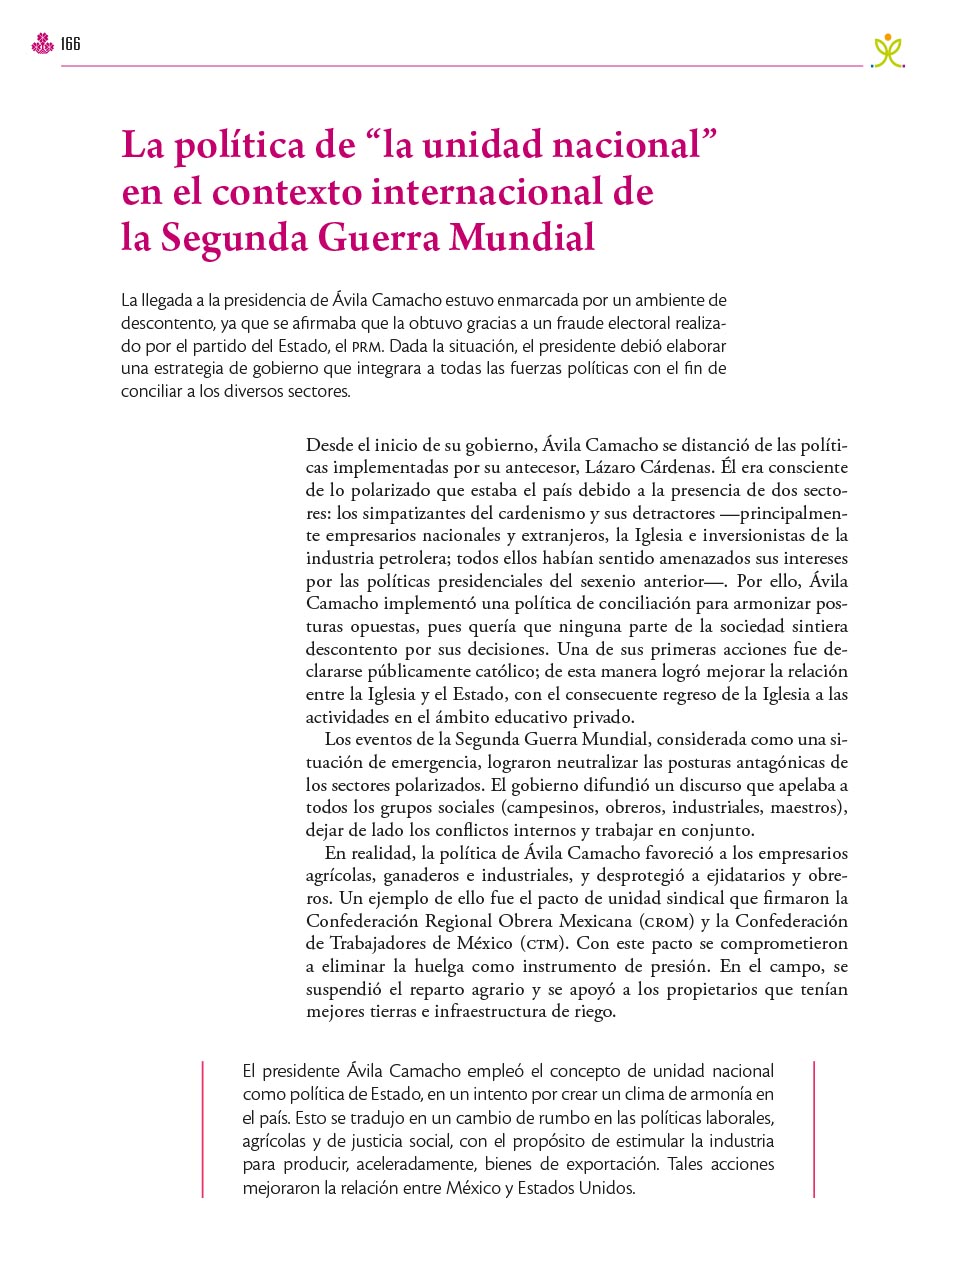 166
La política de “la unidad nacional”
en el contexto internacional de
la Segunda Guerra Mundial
La llegada a la presidencia de Ávila Camacho estuvo enmarcada por un ambiente de
descontento, ya que se afirmaba que la obtuvo gracias a un fraude electoral realiza-
do por el partido del Estado, el PRM. Dada la situación, el presidente debió elaborar
una estrategia de gobierno que integrara a todas las fuerzas políticas con el fin de
conciliar a los diversos sectores.
Desde el inicio de su gobierno, Ávila Camacho se distanció de las políti-
cas implementadas por su antecesor, Lázaro Cárdenas. Él era consciente
de lo polarizado que estaba el país debido a la presencia de dos secto-
res: los simpatizantes del cardenismo y sus detractores —principalmen-
te empresarios nacionales y extranjeros, la Iglesia e inversionistas de la
industria petrolera; todos ellos habían sentido amenazados sus intereses
por las políticas presidenciales del sexenio anterior—. Por ello, Ávila
Camacho implementó una política de conciliación para armonizar pos-
turas opuestas, pues quería que ninguna parte de la sociedad sintiera
descontento por sus decisiones. Una de sus primeras acciones fue de-
clararse públicamente católico; de esta manera logró mejorar la relación
entre la Iglesia y el Estado, con el consecuente regreso de la Iglesia a las
actividades en el ámbito educativo privado.
Los eventos de la Segunda Guerra Mundial, considerada como una si-
tuación de emergencia, lograron neutralizar las posturas antagónicas de
los sectores polarizados. El gobierno difundió un discurso que apelaba a
todos los grupos sociales (campesinos, obreros, industriales, maestros),
dejar de lado los conflictos internos y trabajar en conjunto.
En realidad, la política de Ávila Camacho favoreció a los empresarios
agrícolas, ganaderos e industriales, y desprotegió a ejidatarios y obre-
ros. Un ejemplo de ello fue el pacto de unidad sindical que firmaron la
Confederación Regional Obrera Mexicana (CROM) y la Confederación
de Trabajadores de México (CTM). Con este pacto se comprometieron
a eliminar la huelga como instrumento de presión. En el campo, se
suspendió el reparto agrario y se apoyó a los propietarios que tenían
mejores tierras e infraestructura de riego.
El presidente Ávila Camacho empleó el concepto de unidad nacional
como política de Estado, en un intento por crear un clima de armonía en
el país. Esto se tradujo en un cambio de rumbo en las políticas laborales,
agrícolas y de justicia social, con el propósito de estimular la industria
para producir, aceleradamente, bienes de exportación. Tales acciones
mejoraron la relación entre México y Estados Unidos.